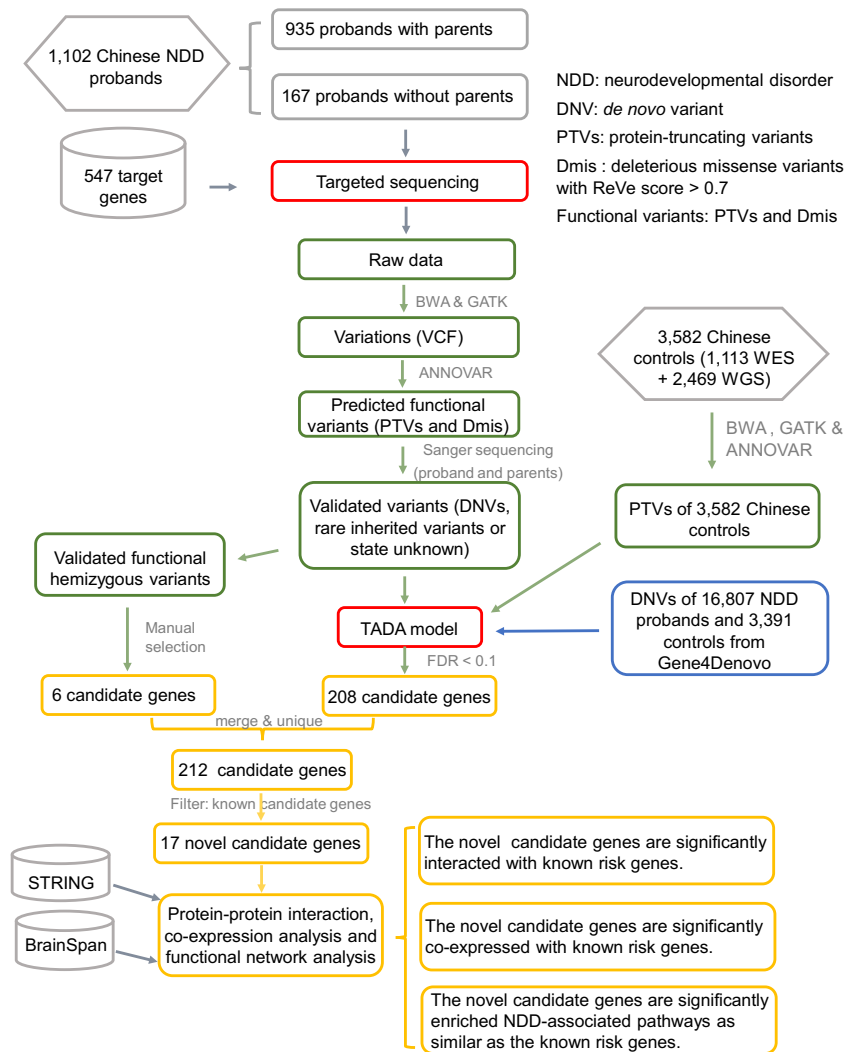 935 probands with parents
1,102 Chinese NDD
probands
167 probands without parents
NDD: neurodevelopmental disorder
DNV: de novo variant
PTVs: protein-truncating variants
Dmis : deleterious missense variants
with ReVe score > 0.7
Functional variants: PTVs and Dmis
547 target
genes
Targeted sequencing
Raw data
BWA & GATK
Variations (VCF)
ANNOVAR
Predicted functional
variants (PTVs and Dmis)
Sanger sequencing
(proband and parents)
3,582 Chinese
controls (1,113 WES
+ 2,469 WGS)
BWA , GATK &
ANNOVAR
Validated variants (DNVs,
rare inherited variants or
state unknown)
PTVs of 3,582 Chinese
controls
Validated functional
hemizygous variants
TADA model
DNVs of 16,807 NDD
probands and 3,391
controls from
Gene4Denovo
Manual
selection
FDR < 0.1
6 candidate genes
208 candidate genes
merge & unique
212 candidate genes
Filter: known candidate genes
17 novel candidate genes
STRING
BrainSpan
Protein-protein interaction,
co-expression analysis and
functional network analysis
The novel candidate genes are significantly
interacted with known risk genes.
The novel candidate genes are significantly
co-expressed with known risk genes.
The novel candidate genes are significantly
enriched NDD-associated pathways as
similar as the known risk genes.